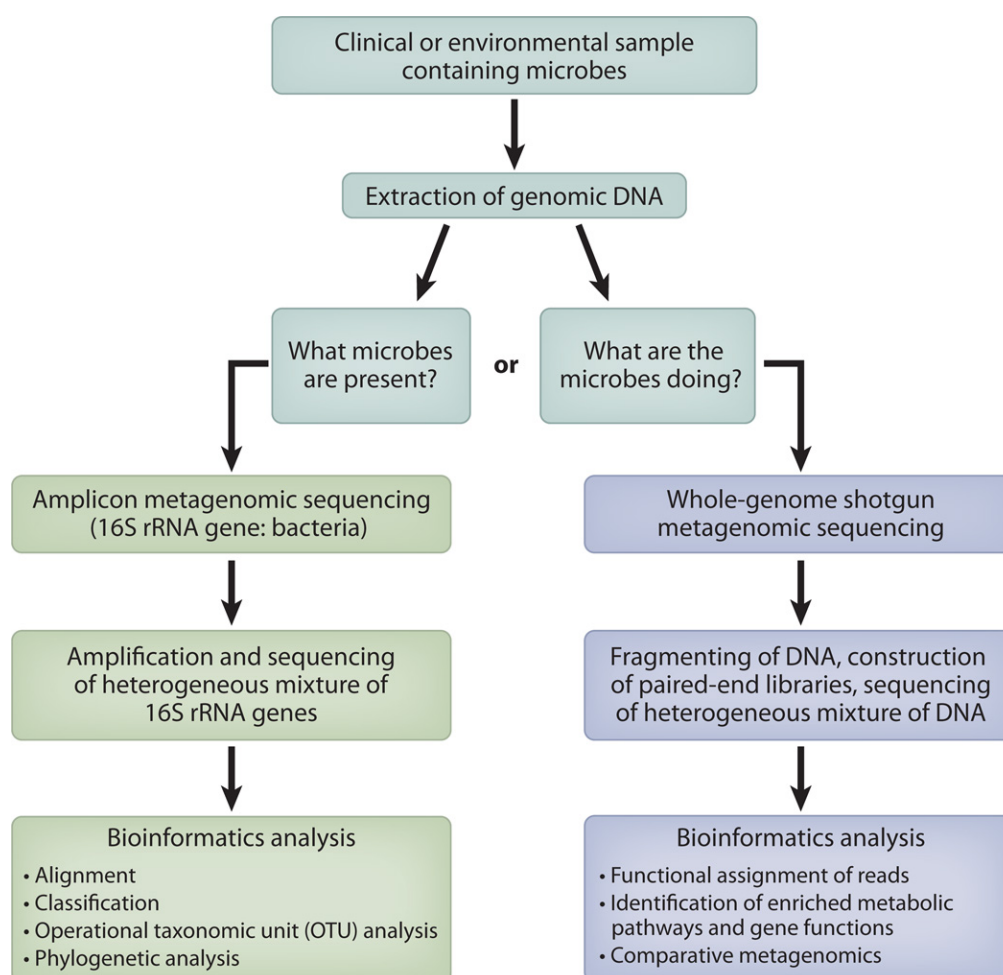 Clinical or environmental sample
containing microbes
Extraction of genomic DNA
What microbes
are present?
or
What are the
microbes doing?
Amplicon metagenomic sequencing
(16S rRNA gene: bacteria)
Amplification and sequencing
of heterogeneous mixture of
16S rRNA genes
Bioinformatics analysis
• Alignment
• Classification
• Operational taxonomic unit (OTU) analysis
• Phylogenetic analysis
Whole-genome shotgun
metagenomic sequencing
Fragmenting of DNA, construction
of paired-end libraries, sequencing
of heterogeneous mixture of DNA
Bioinformatics analysis
• Functional assignment of reads
• Identification of enriched metabolic
pathways and gene functions
• Comparative metagenomics